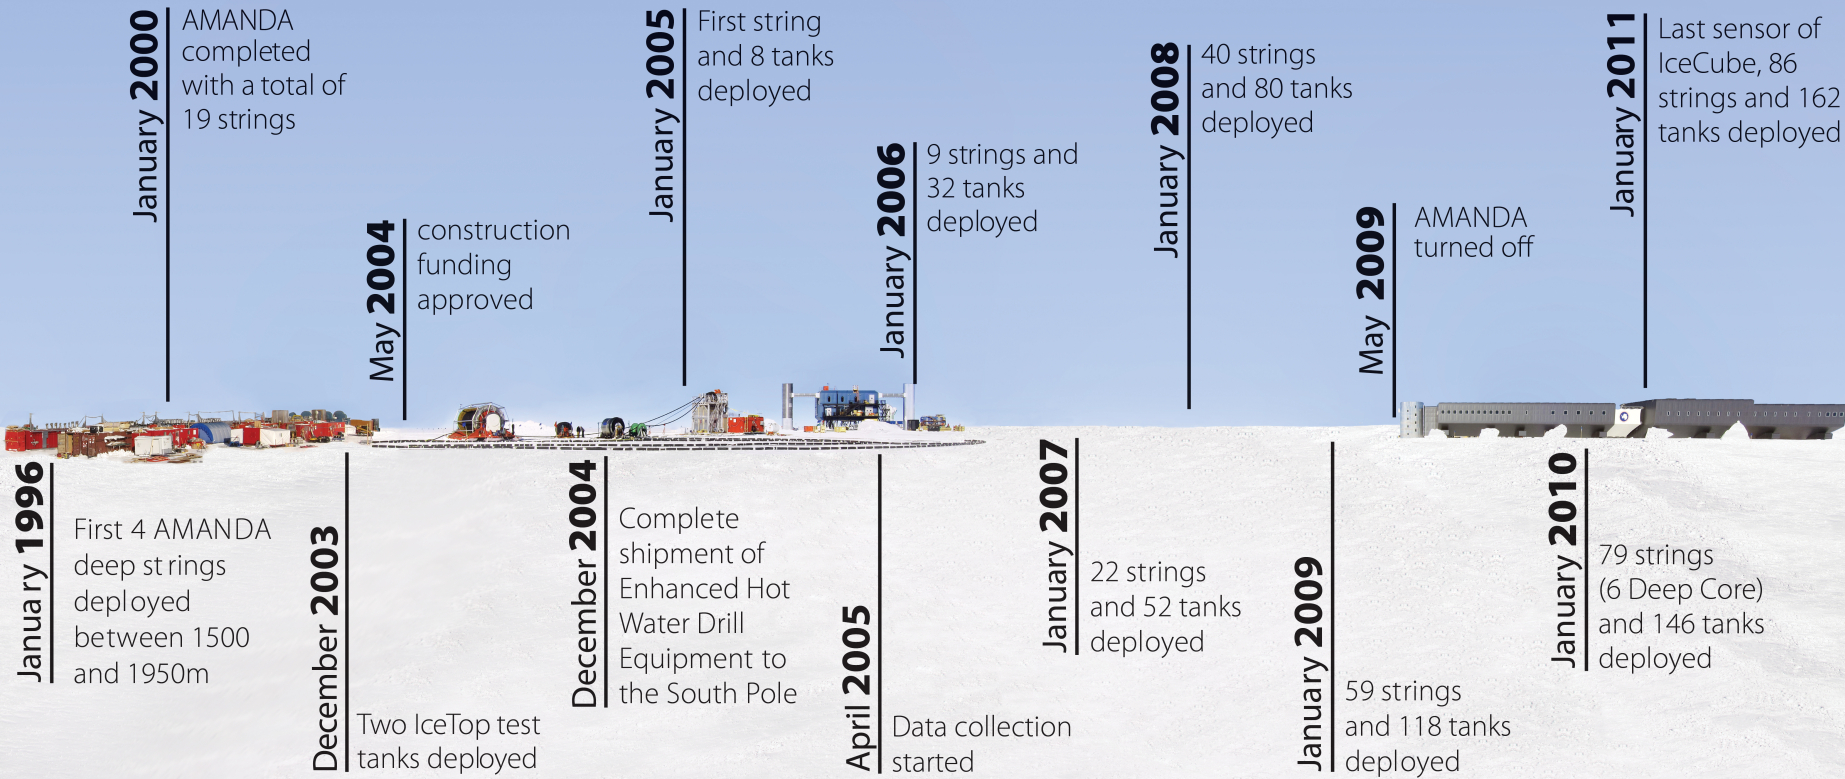 January 1996
First 4 AMANDA
deep strings
deployed
between 1500
and 1950m
January 2000
AMANDA
completed
with a total of
19 strings
December 2003
Two IceTop test
tanks deployed
May 2004
construction
funding
approved
December 2004
Complete
shipment of
Enhanced Hot
Water Drill
Equipment to
the South Pole
January 2005
First string
and 8 tanks
deployed
April 2005
Data collection
started
January 2006
9 strings and
32 tanks
deployed
January 2007
22 strings
and 52 tanks
deployed
January 2008
40 strings
and 80 tanks
deployed
January 2009
59 strings
and 118 tanks
deployed
May 2009
AMANDA
turned off
January 2010
79 strings
(6 Deep Core)
and 146 tanks
deployed
January 2011
Last sensor of
IceCube, 86
strings and 162
tanks deployed